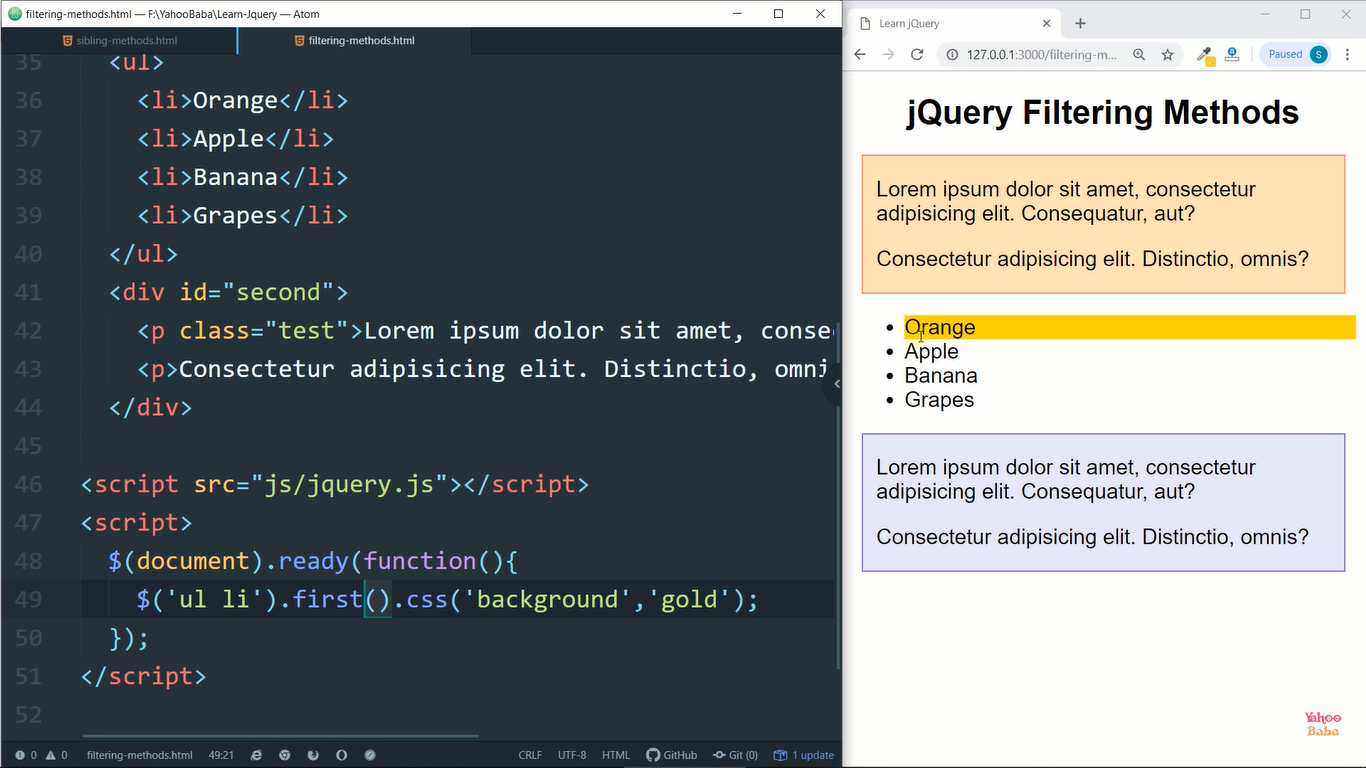 filtering-methods.html — F:\YahooBaba\Learn-Jquery — Atom
sibling-methods.html
filtering-methods.html
35 <ul>
36 <li>Orange</li>
37 <li>Apple</li>
38 <li>Banana</li>
39 <li>Grapes</li>
40 </ul>
41 <div id="second">
42 <p class="test">Lorem ipsum dolor sit amet, conse
43 <p>Consectetur adipisicing elit. Distinctio, omni
44 </div>
45
46 <script src="js/jquery.js"></script>
47 <script>
48 $(document).ready(function(){
49 $('ul li').first().css('background','gold');
50 });
51 </script>
52
0 0 filtering-methods.html 49:21 CRLF UTF-8 HTML GitHub Git (0) 1 update
Learn jQuery
127.0.0.1:3000/filtering-m... Paused S
jQuery Filtering Methods
Lorem ipsum dolor sit amet, consectetur
adipisicing elit. Consequatur, aut?
Consectetur adipisicing elit. Distinctio, omnis?
Orange
Apple
Banana
Grapes
Lorem ipsum dolor sit amet, consectetur
adipisicing elit. Consequatur, aut?
Consectetur adipisicing elit. Distinctio, omnis?
Yahoo
Baba